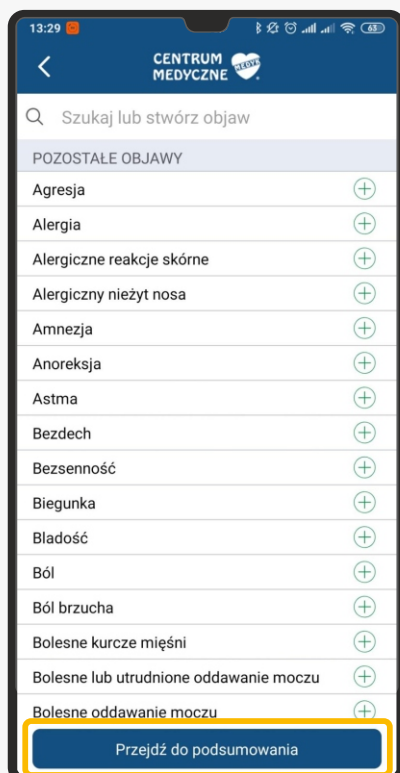 13:29
63
CENTRUM
MEDYCZNE
MEDYK
Szukaj lub stwórz objaw
POZOSTAŁE OBJAWY
Agresja
Alergia
Alergiczne reakcje skórne
Alergiczny nieżyt nosa
Amnezja
Anoreksja
Astma
Bezdech
Bezsenność
Biegunka
Bladość
Ból
Ból brzucha
Bolesne kurcze mięśni
Bolesne lub utrudnione oddawanie moczu
Bolesne oddawanie moczu
Przejdź do podsumowania